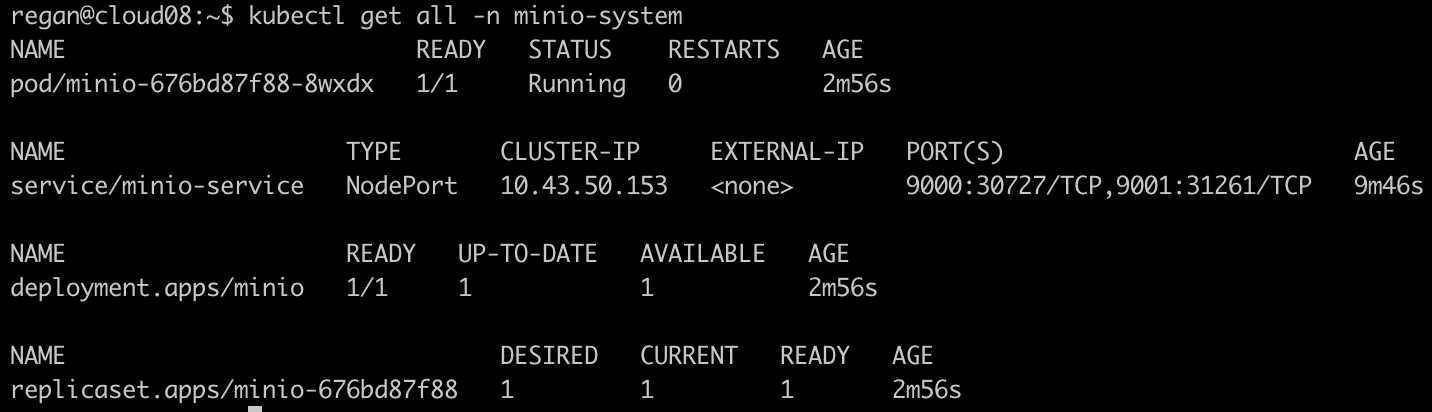 regan@cloud08:~$ kubectl get all -n minio-system
NAME                         READY   STATUS    RESTARTS   AGE
pod/minio-676bd87f88-8wxdx   1/1     Running   0          2m56s
NAME                    TYPE       CLUSTER-IP     EXTERNAL-IP   PORT(S)                         AGE
service/minio-service   NodePort   10.43.50.153   <none>        9000:30727/TCP,9001:31261/TCP   9m46s
NAME                    READY   UP-TO-DATE   AVAILABLE   AGE
deployment.apps/minio   1/1     1            1           2m56s
NAME                               DESIRED   CURRENT   READY   AGE
replicaset.apps/minio-676bd87f88   1         1         1       2m56s